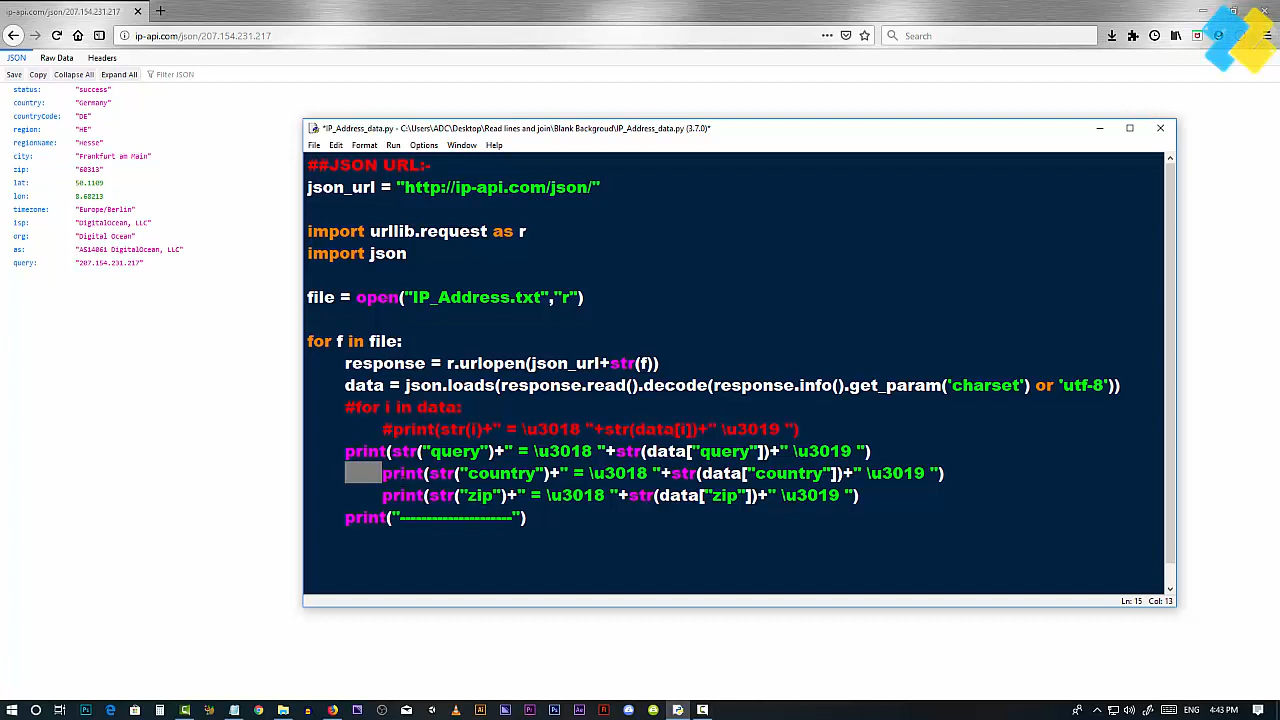 ip-api.com/json/207.154.231.217
ip-api.com/json/207.154.231.217
Search
JSON Raw Data Headers
Save Copy Collapse All Expand All Filter JSON
status: "success"
country: "Germany"
countryCode: "DE"
region: "HE"
regionName: "Hesse"
city: "Frankfurt am Main"
zip: "60313"
lat: 50.1109
lon: 8.68213
timezone: "Europe/Berlin"
isp: "DigitalOcean, LLC"
org: "Digital Ocean"
as: "AS14061 DigitalOcean, LLC"
query: "207.154.231.217"
*IP_Address_data.py - C:\Users\ADC\Desktop\Read lines and join\Blank Backgroud\IP_Address_data.py (3.7.0)*
File Edit Format Run Options Window Help
##JSON URL:-
json_url = "http://ip-api.com/json/"
import urllib.request as r
import json
file = open("IP_Address.txt","r")
for f in file:
response = r.urlopen(json_url+str(f))
data = json.loads(response.read().decode(response.info().get_param('charset') or 'utf-8'))
#for i in data:
#print(str(i)+" = \u3018 "+str(data[i])+" \u3019 ")
print(str("query")+" = \u3018 "+str(data["query"])+" \u3019 ")
print(str("country")+" = \u3018 "+str(data["country"])+" \u3019 ")
print(str("zip")+" = \u3018 "+str(data["zip"])+" \u3019 ")
print("---------------------")
Ln: 15 Col: 13
4:43 PM